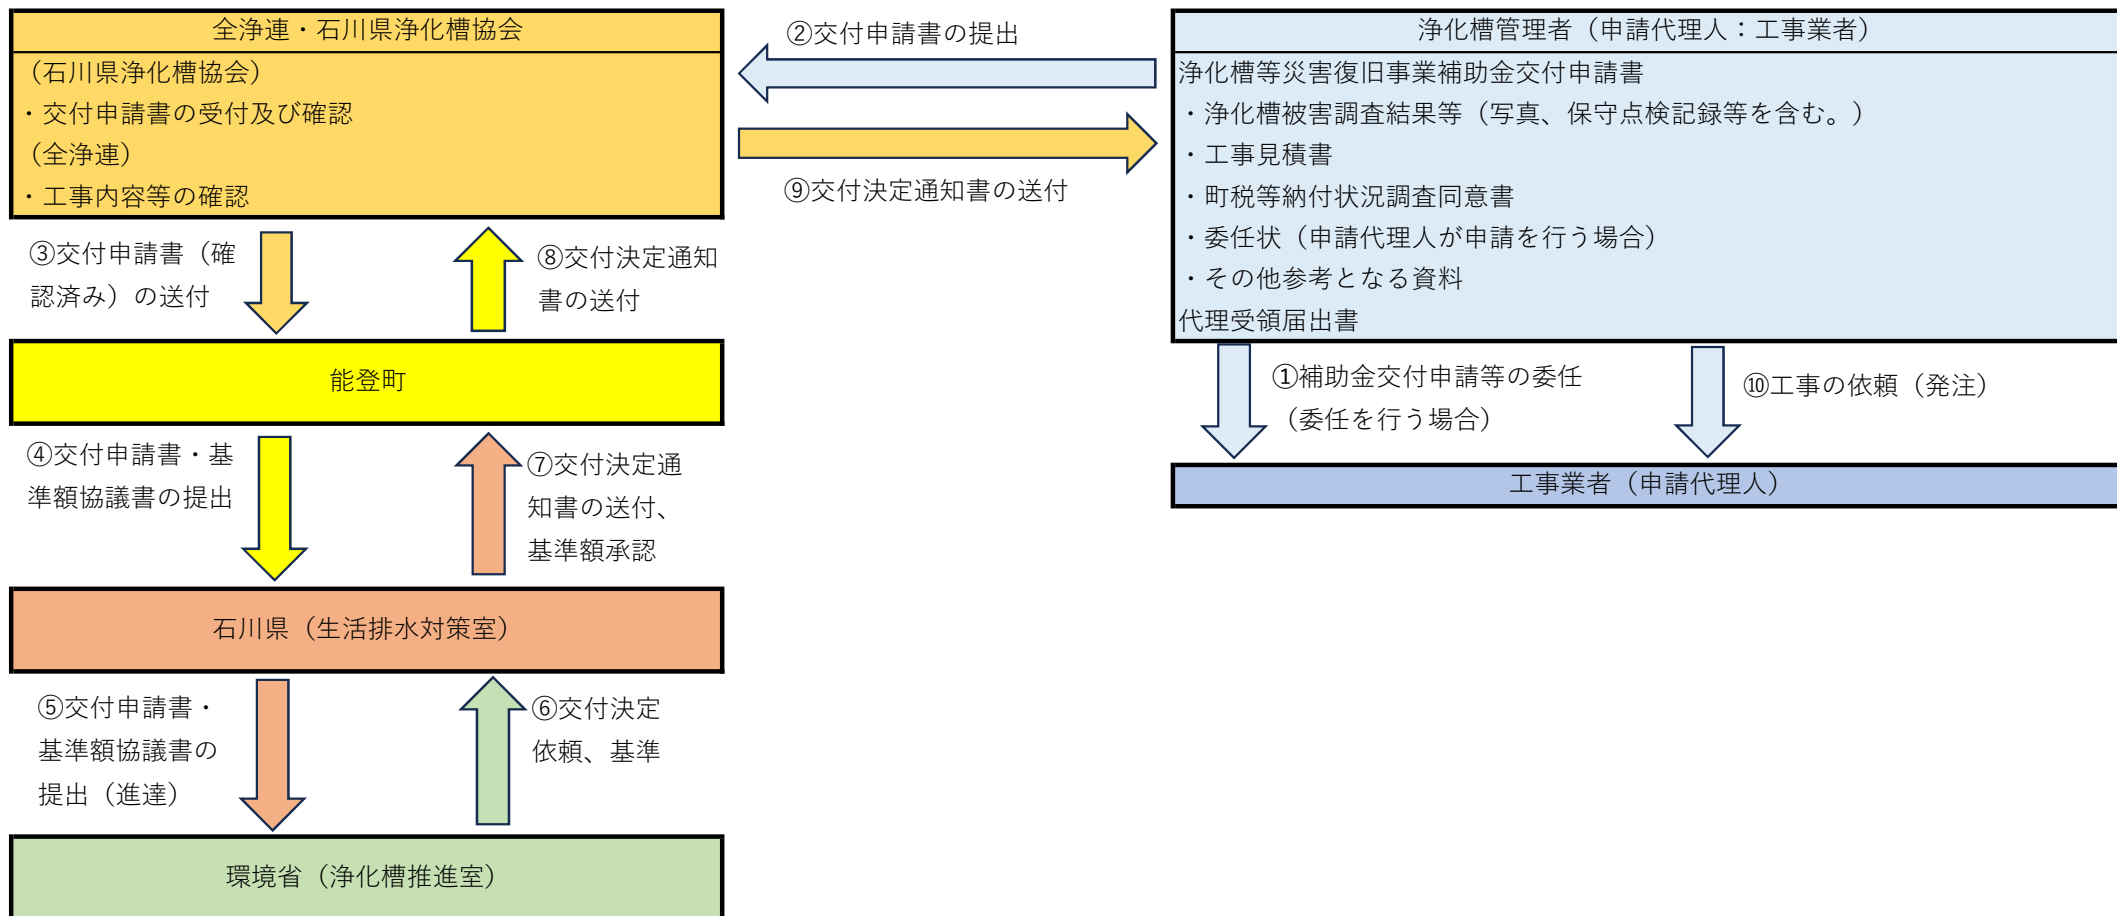 全浄連・石川県浄化槽協会
（石川県浄化槽協会）
・交付申請書の受付及び確認
（全浄連）
・工事内容等の確認
②交付申請書の提出
⑨交付決定通知書の送付
浄化槽管理者（申請代理人：工事業者）
浄化槽等災害復旧事業補助金交付申請書
・浄化槽被害調査結果等（写真、保守点検記録等を含む。）
・工事見積書
・町税等納付状況調査同意書
・委任状（申請代理人が申請を行う場合）
・その他参考となる資料
代理受領届出書
③交付申請書（確
認済み）の送付
⑧交付決定通知
書の送付
能登町
①補助金交付申請等の委任
（委任を行う場合）
⑩工事の依頼（発注）
工事業者（申請代理人）
④交付申請書・基
準額協議書の提出
⑦交付決定通
知書の送付、
基準額承認
石川県（生活排水対策室）
⑤交付申請書・
基準額協議書の
提出（進達）
⑥交付決定
依頼、基準
環境省（浄化槽推進室）